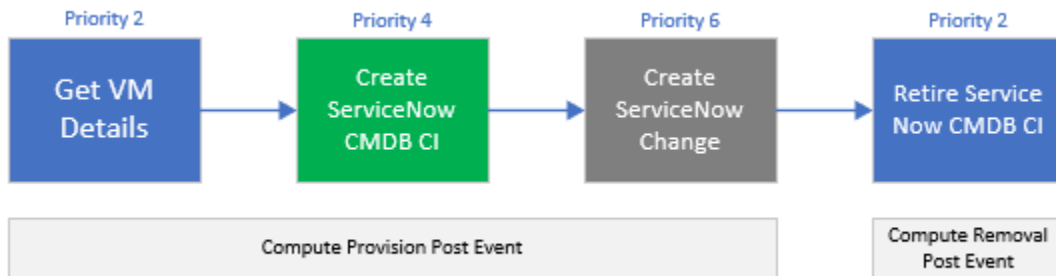 Priority 2
Priority 4
Priority 6
Priority 2
Get VM
Details
Create
ServiceNow
CMDB CI
Create
ServiceNow
Change
Retire Service
Now CMDB CI
Compute Provision Post Event
Compute Removal
Post Event